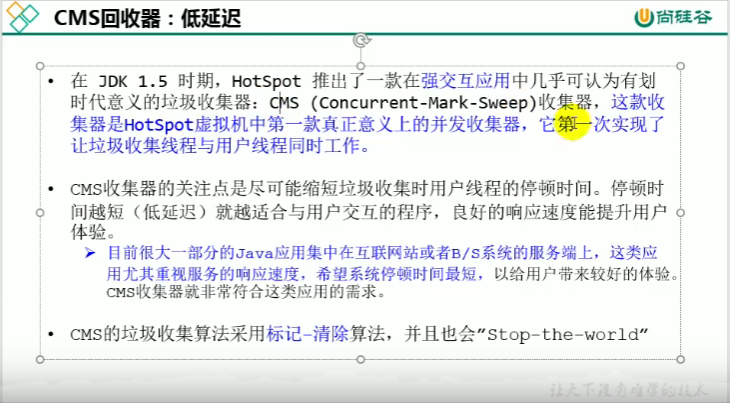 CMS回收器：低延迟
尚硅谷
• 在 JDK 1.5 时期，HotSpot 推出了一款在强交互应用中几乎可认为有划
时代意义的垃圾收集器：CMS (Concurrent-Mark-Sweep)收集器，这款收
集器是HotSpot虚拟机中第一款真正意义上的并发收集器，它第一次实现了
让垃圾收集线程与用户线程同时工作。
• CMS收集器的关注点是尽可能缩短垃圾收集时用户线程的停顿时间。停顿时
间越短（低延迟）就越适合与用户交互的程序，良好的响应速度能提升用户
体验。
➢ 目前很大一部分的Java应用集中在互联网站或者B/S系统的服务端上，这类应
用尤其重视服务的响应速度，希望系统停顿时间最短，以给用户带来较好的体验。
CMS收集器就非常符合这类应用的需求。
• CMS的垃圾收集算法采用标记-清除算法，并且也会”Stop-the-world”
让天下没有难学的技术